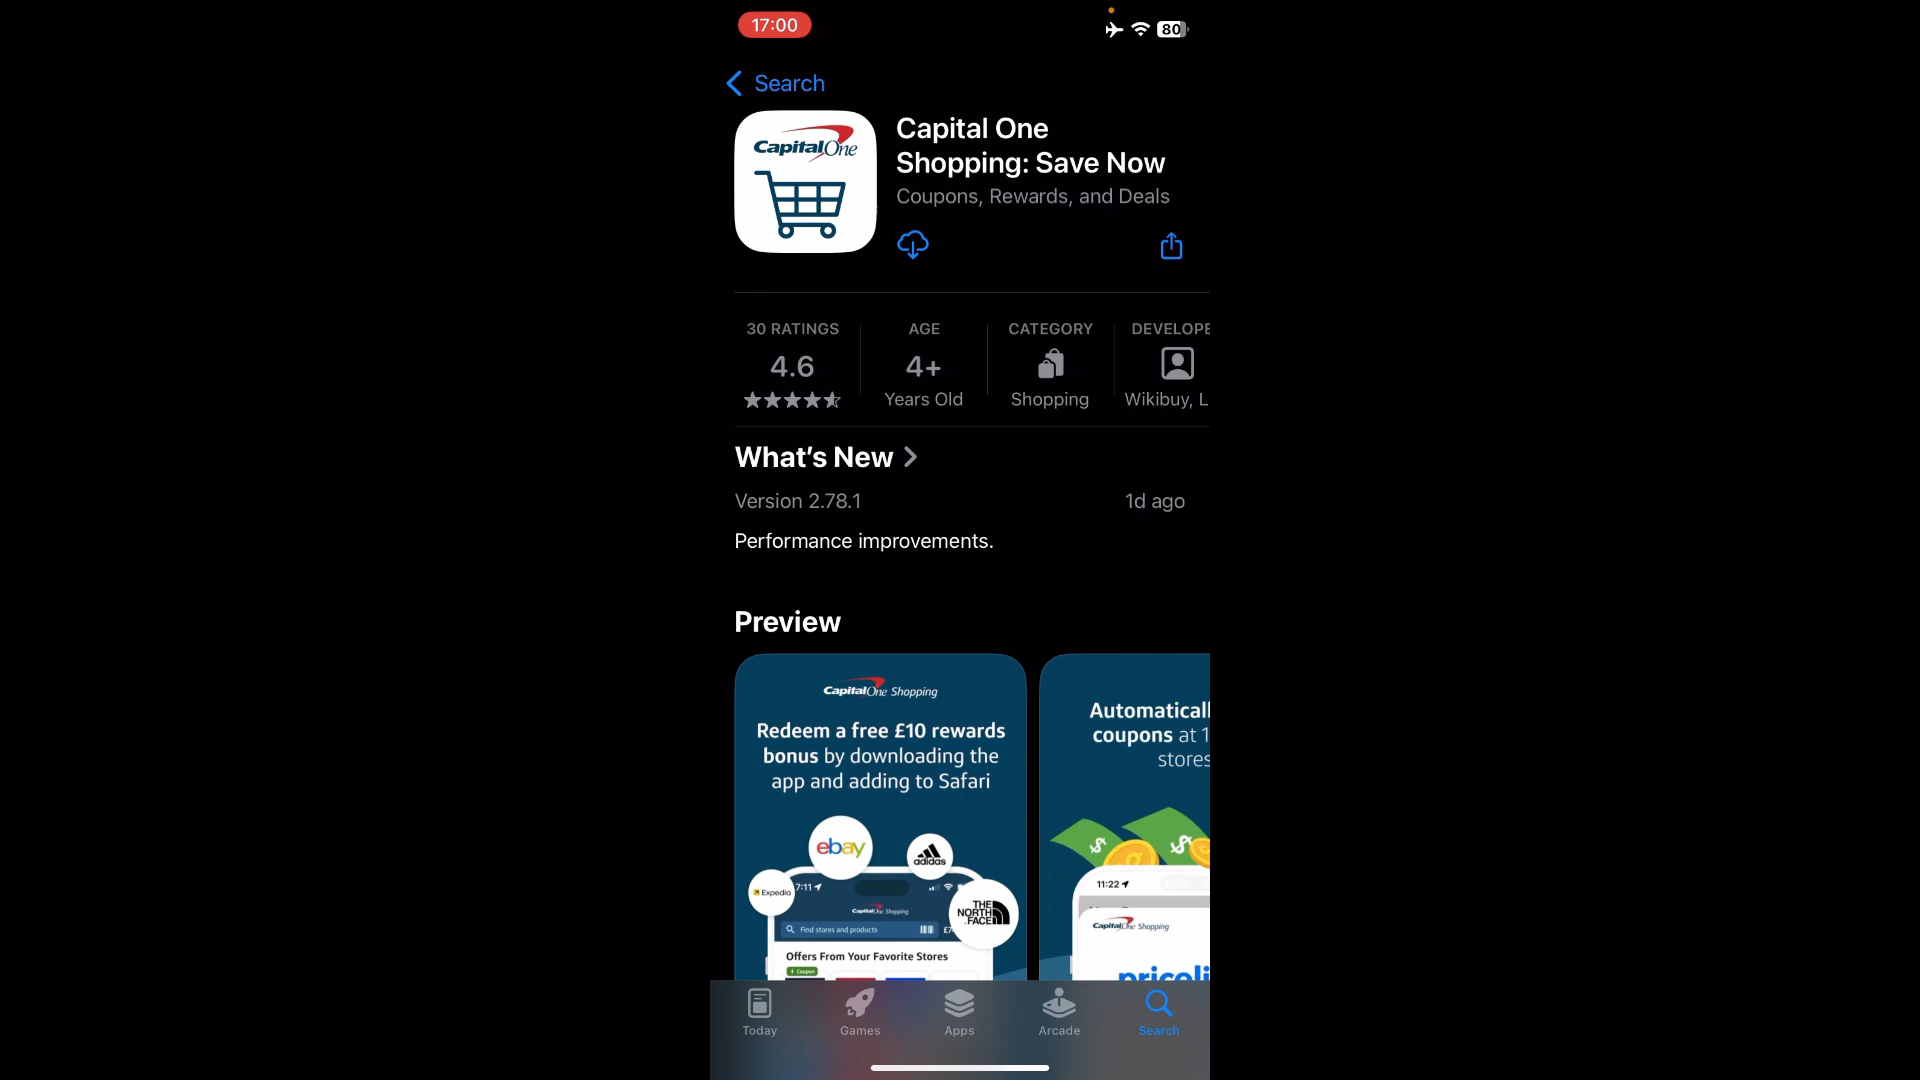 17:00
80
Search
CapitalOne
Capital One
Shopping: Save Now
Coupons, Rewards, and Deals
30 RATINGS
AGE
CATEGORY
DEVELOPE
4.6
4+
Years Old
Shopping
Wikibuy, L
What's New
Version 2.78.1
1d ago
Performance improvements.
Preview
CapitalOne Shopping
Redeem a free £10 rewards
bonus by downloading the
app and adding to Safari
ebay
adidas
Expedia
7:11
THE
NORTH
FACE
CapitalOne Shopping
Find stores and products
Offers From Your Favorite Stores
Coupon
Automaticall
coupons at 1
stores
11:22
CapitalOne Shopping
priceli
Today
Games
Apps
Arcade
Search